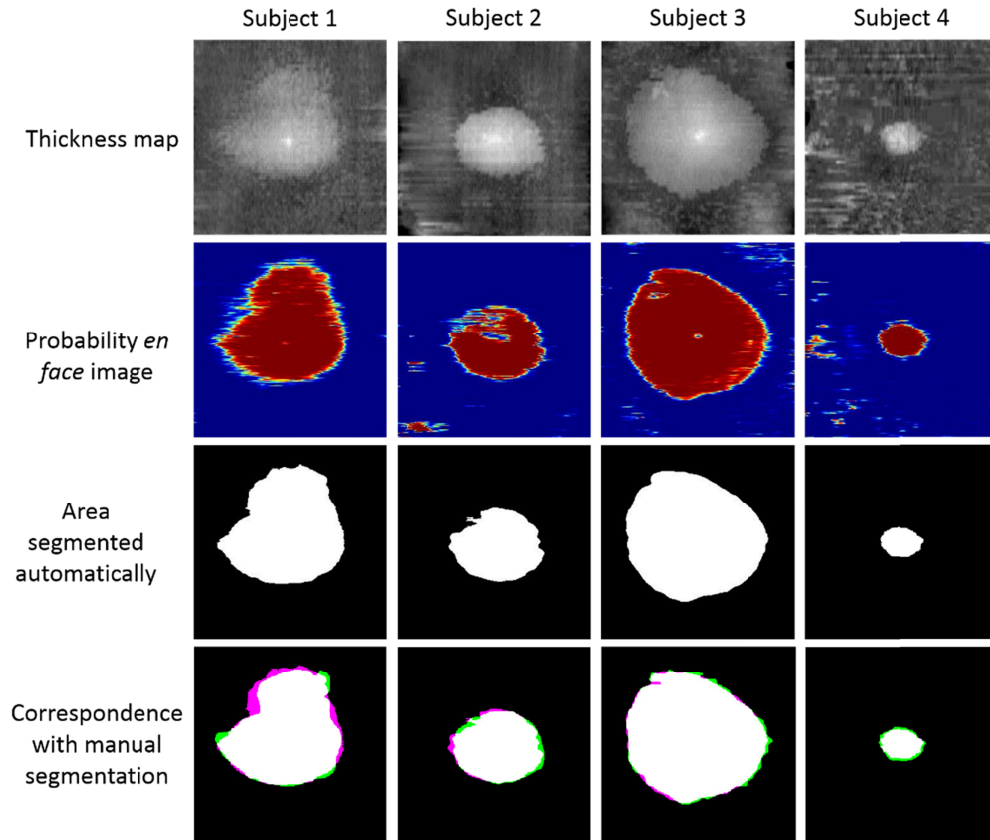 Subject 1
Subject 2
Subject 3
Subject 4
Thickness map
Probability en
face image
Area
segmented
automatically
Correspondence
with manual
segmentation